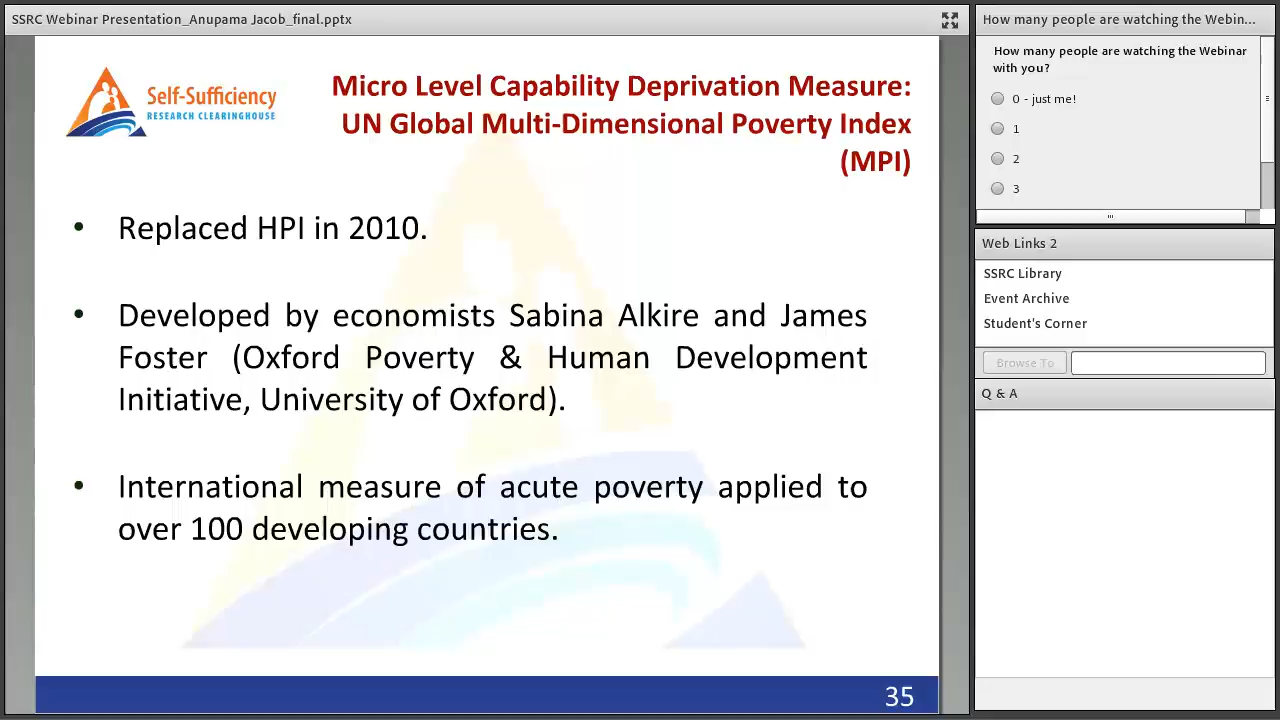 SSRC Webinar Presentation_Anupama Jacob_final.pptx
Self-Sufficiency
RESEARCH CLEARINGHOUSE
Micro Level Capability Deprivation Measure:
UN Global Multi-Dimensional Poverty Index
(MPI)
• Replaced HPI in 2010.
• Developed by economists Sabina Alkire and James
Foster (Oxford Poverty & Human Development
Initiative, University of Oxford).
• International measure of acute poverty applied to
over 100 developing countries.
35
How many people are watching the Webin...
How many people are watching the Webinar
with you?
0 - just me!
1
2
3
Web Links 2
SSRC Library
Event Archive
Student's Corner
Browse To
Q & A